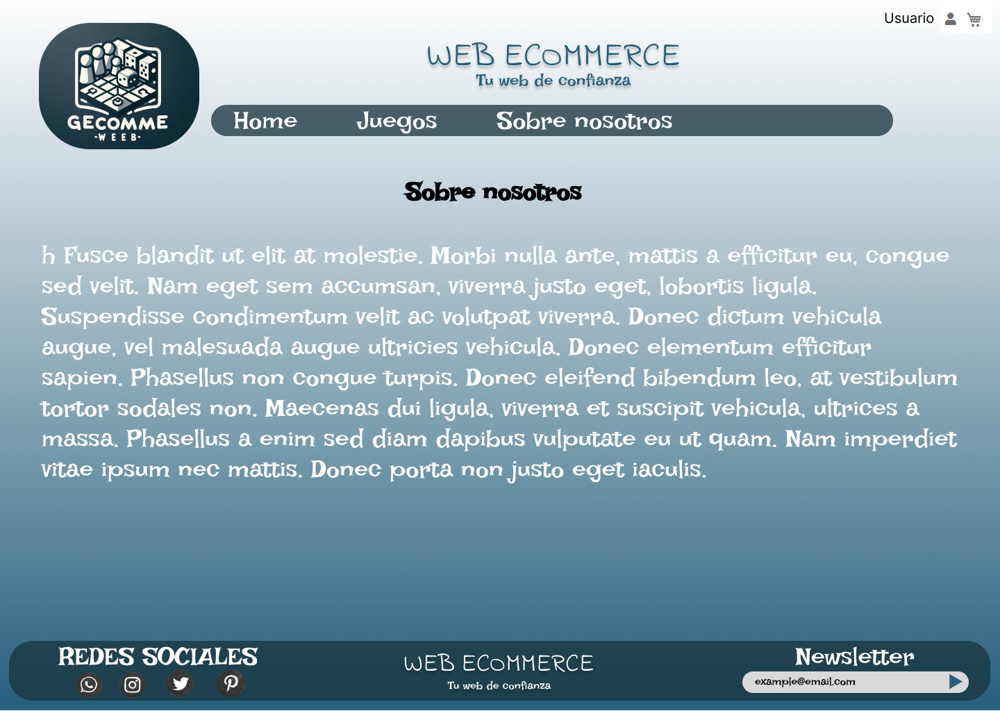 Usuario
GECOMME
-WEEB-
WEB ECOMMERCE
Tu web de confianza
Home Juegos Sobre nosotros
Sobre nosotros
h Fusce blandit ut elit at molestie. Morbi nulla ante, mattis a efficitur eu, congue
sed velit. Nam eget sem accumsan, viverra justo eget, lobortis ligula.
Suspendisse condimentum velit ac volutpat viverra. Donec dictum vehicula
augue, vel malesuada augue ultricies vehicula. Donec elementum efficitur
sapien. Phasellus non congue turpis. Donec eleifend bibendum leo, at vestibulum
tortor sodales non. Maecenas dui ligula, viverra et suscipit vehicula, ultrices a
massa. Phasellus a enim sed diam dapibus vulputate eu ut quam. Nam imperdiet
vitae ipsum nec mattis. Donec porta non justo eget iaculis.
REDES SOCIALES
WEB ECOMMERCE
Tu web de confianza
Newsletter
example@email.com